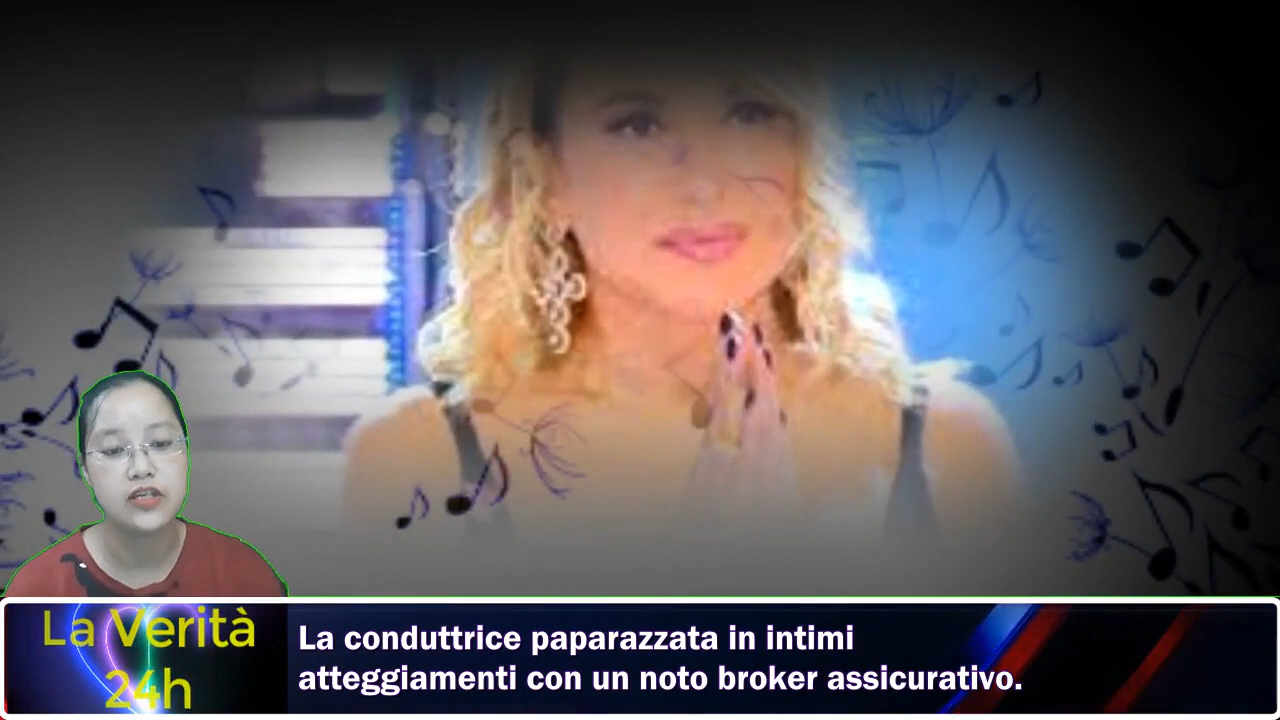 La Verità
24h
La conduttrice paparazzata in intimi
atteggiamenti con un noto broker assicurativo.